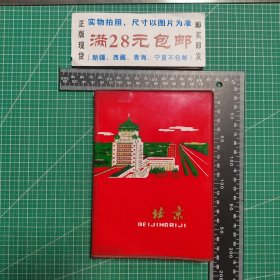 实物拍照，尺寸以图片为准
满28元包邮
（新疆、西藏、青海、宁夏不包邮）
正版现货
即买即发
北京
BEIJINGRIJI